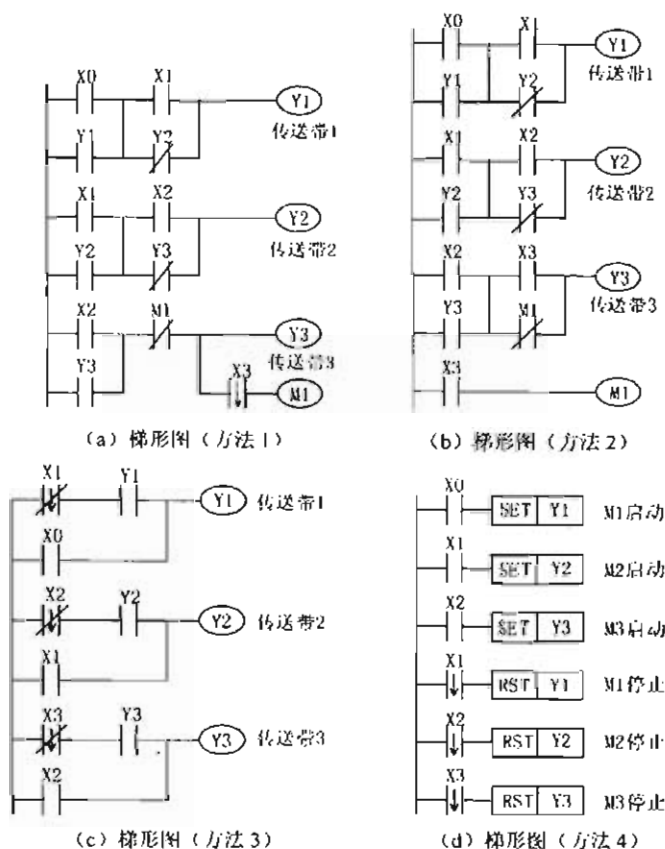 X0 X1
Y1
传送带1
Y1 Y2
X1 X2
Y2
传送带2
Y2 Y3
X2 M1
Y3
传送带3
Y3 X3
M1
(a) 梯形图(方法1)
X0 X1
Y1
传送带1
Y1 Y2
X1 X2
Y2
传送带2
Y2 Y3
X2 X3
Y3
传送带3
Y3 M1
X3
M1
(b) 梯形图(方法2)
X1 Y1
Y1 传送带1
X0
X2 Y2
Y2 传送带2
X1
X3 Y3
Y3 传送带3
X2
(c) 梯形图(方法3)
X0
SET Y1 M1启动
X1
SET Y2 M2启动
X2
SET Y3 M3启动
X1
RST Y1 M1停止
X2
RST Y2 M2停止
X3
RST Y3 M3停止
(d) 梯形图(方法4)